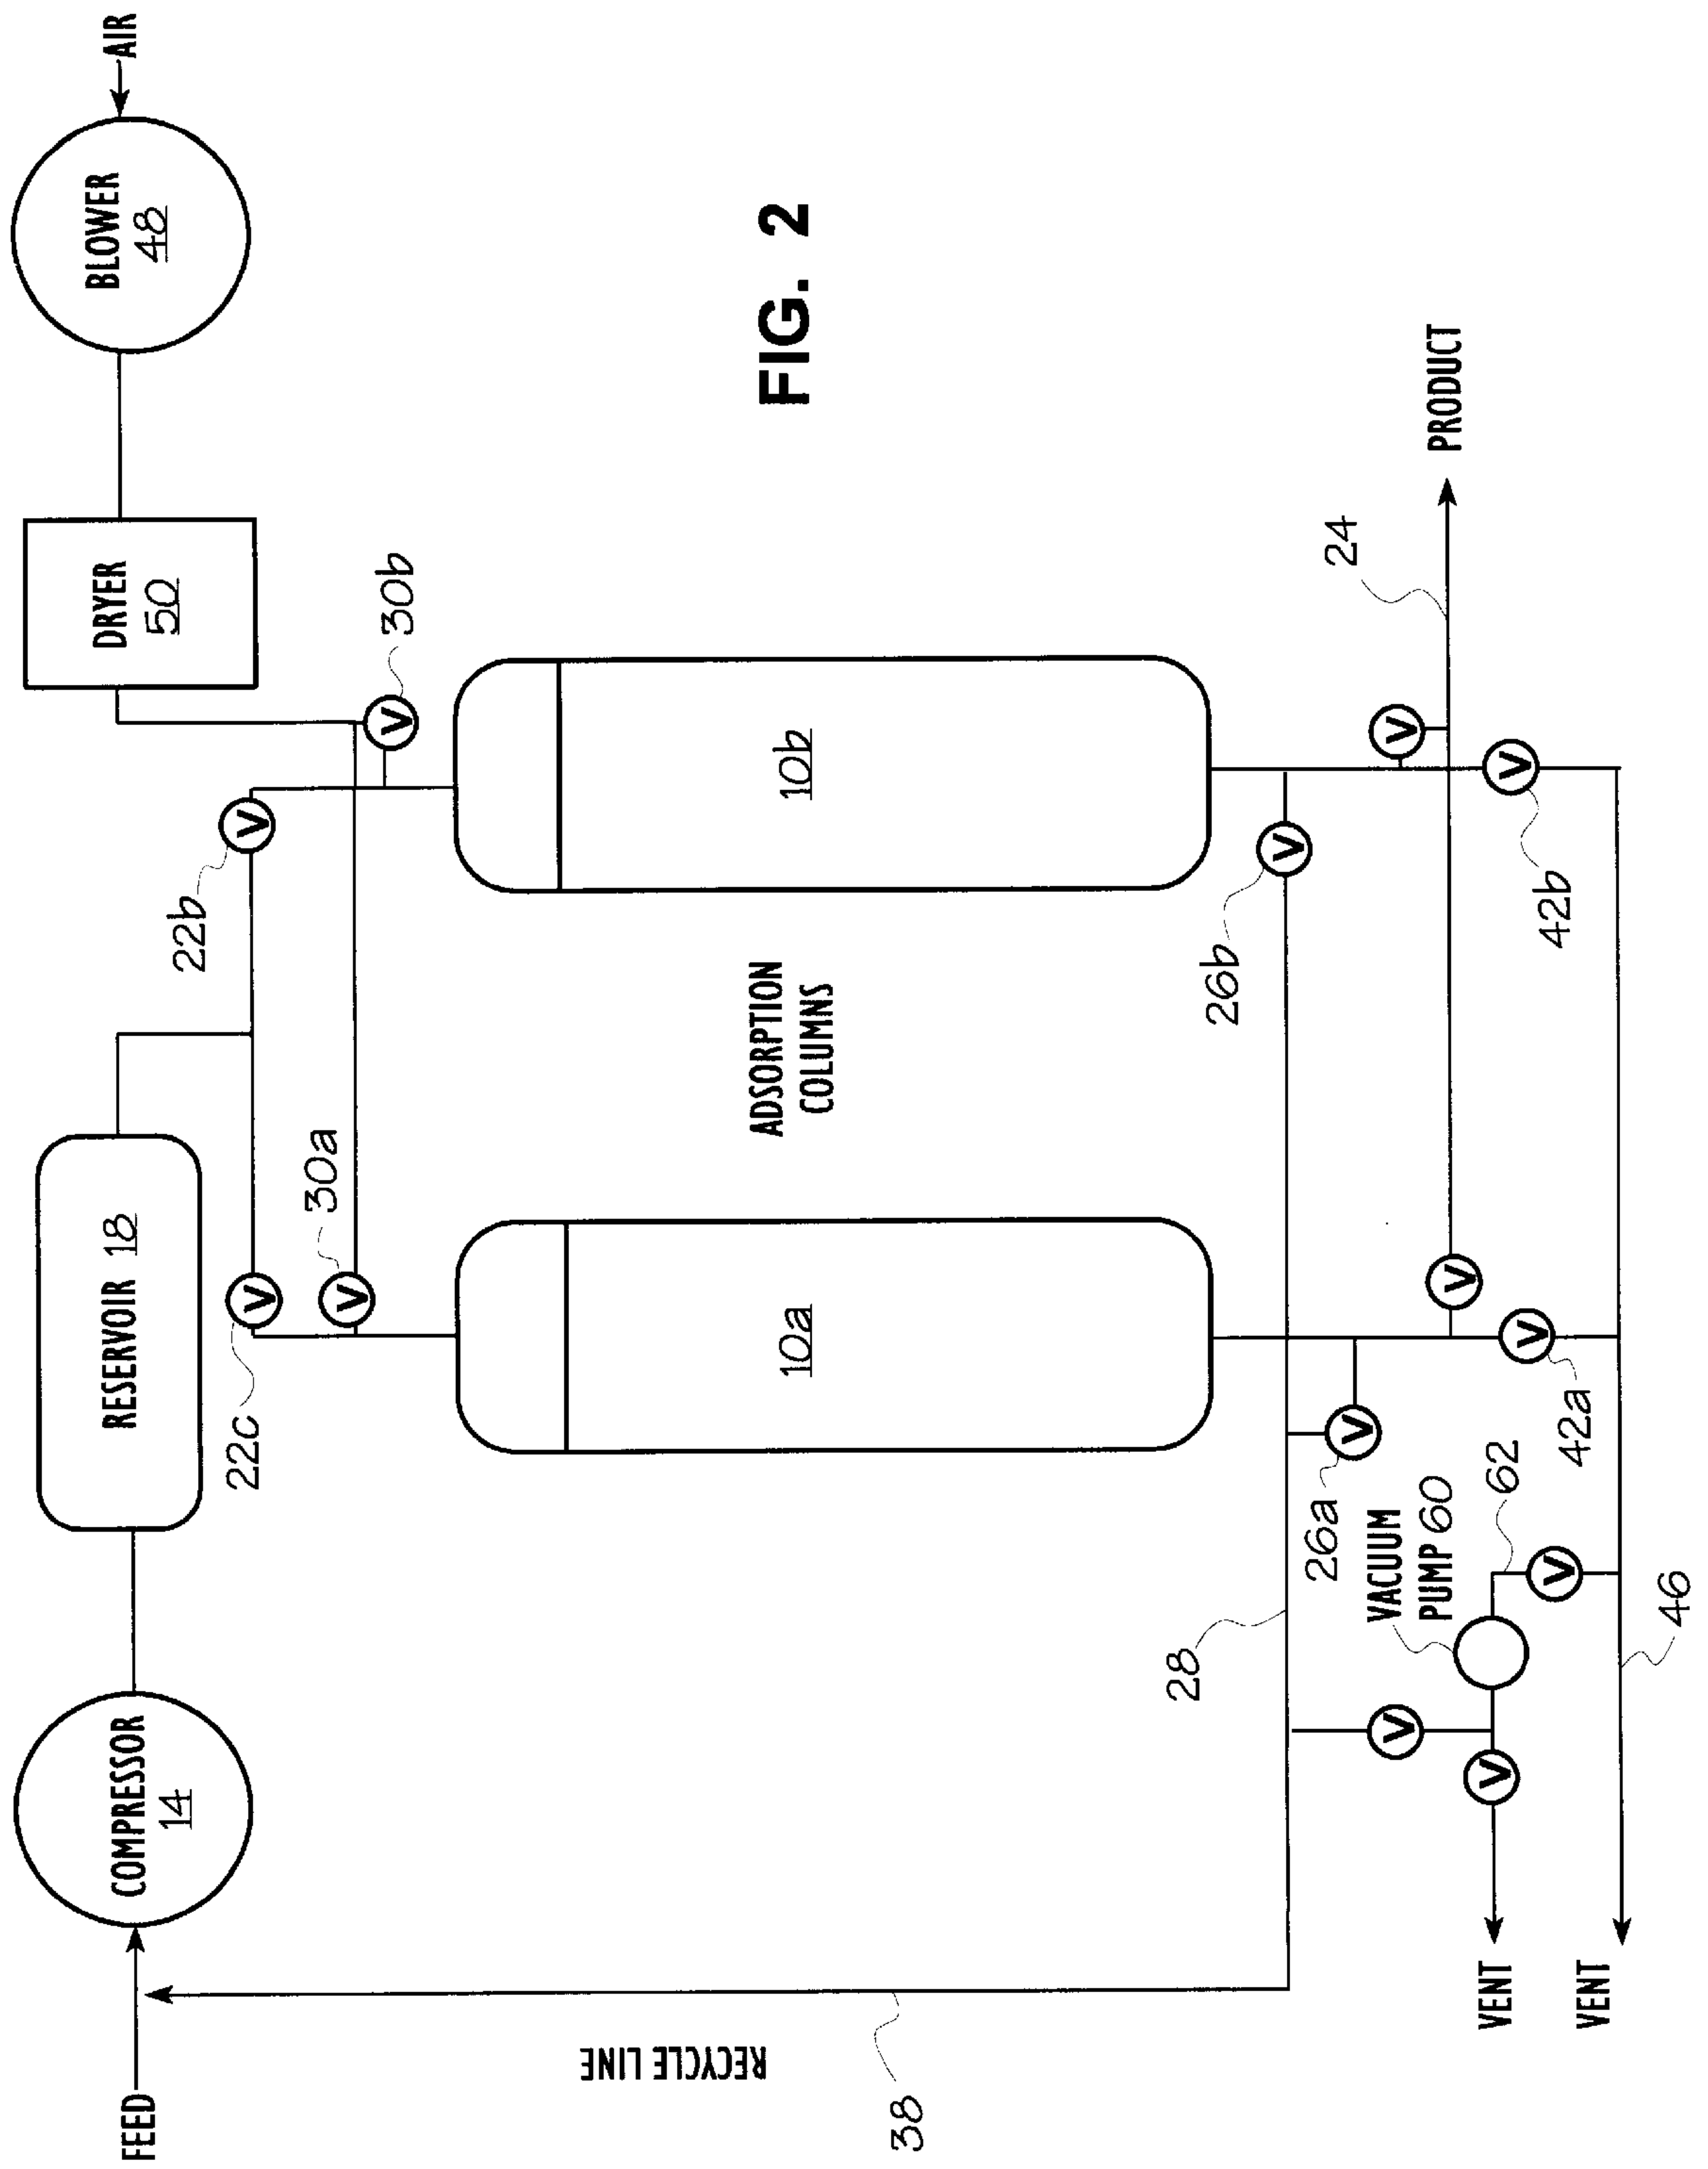 FEED
COMPRESSOR
14
RESERVOIR 18
DRYER
50
BLOWER
48
AIR
22c
V
30a
V
22b
V
30b
V
10a
ADSORPTION
COLUMNS
10b
FIG. 2
RECYCLE LINE
38
28
26a
V
26b
V
VACUUM
PUMP 60
62
V
V
V
V
V
24
PRODUCT
42a
V
42b
V
VENT
VENT
46